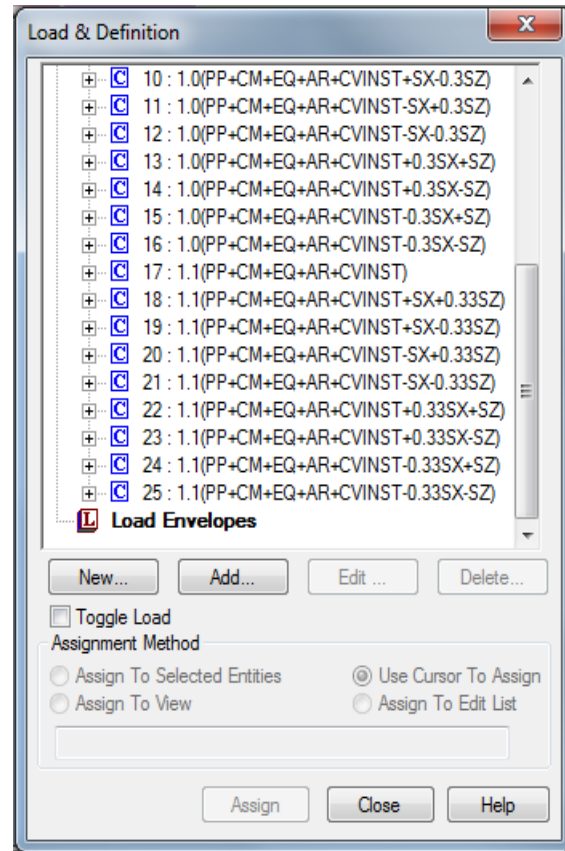 Load & Definition
X
C 10 : 1.0(PP+CM+EQ+AR+CVINST+SX-0.3SZ)
C 11 : 1.0(PP+CM+EQ+AR+CVINST-SX+0.3SZ)
C 12 : 1.0(PP+CM+EQ+AR+CVINST-SX-0.3SZ)
C 13 : 1.0(PP+CM+EQ+AR+CVINST+0.3SX+SZ)
C 14 : 1.0(PP+CM+EQ+AR+CVINST+0.3SX-SZ)
C 15 : 1.0(PP+CM+EQ+AR+CVINST-0.3SX+SZ)
C 16 : 1.0(PP+CM+EQ+AR+CVINST-0.3SX-SZ)
C 17 : 1.1(PP+CM+EQ+AR+CVINST)
C 18 : 1.1(PP+CM+EQ+AR+CVINST+SX+0.33SZ)
C 19 : 1.1(PP+CM+EQ+AR+CVINST+SX-0.33SZ)
C 20 : 1.1(PP+CM+EQ+AR+CVINST-SX+0.33SZ)
C 21 : 1.1(PP+CM+EQ+AR+CVINST-SX-0.33SZ)
C 22 : 1.1(PP+CM+EQ+AR+CVINST+0.33SX+SZ)
C 23 : 1.1(PP+CM+EQ+AR+CVINST+0.33SX-SZ)
C 24 : 1.1(PP+CM+EQ+AR+CVINST-0.33SX+SZ)
C 25 : 1.1(PP+CM+EQ+AR+CVINST-0.33SX-SZ)
L Load Envelopes
New... Add... Edit ... Delete...
Toggle Load
Assignment Method
Assign To Selected Entities Use Cursor To Assign
Assign To View Assign To Edit List
Assign Close Help